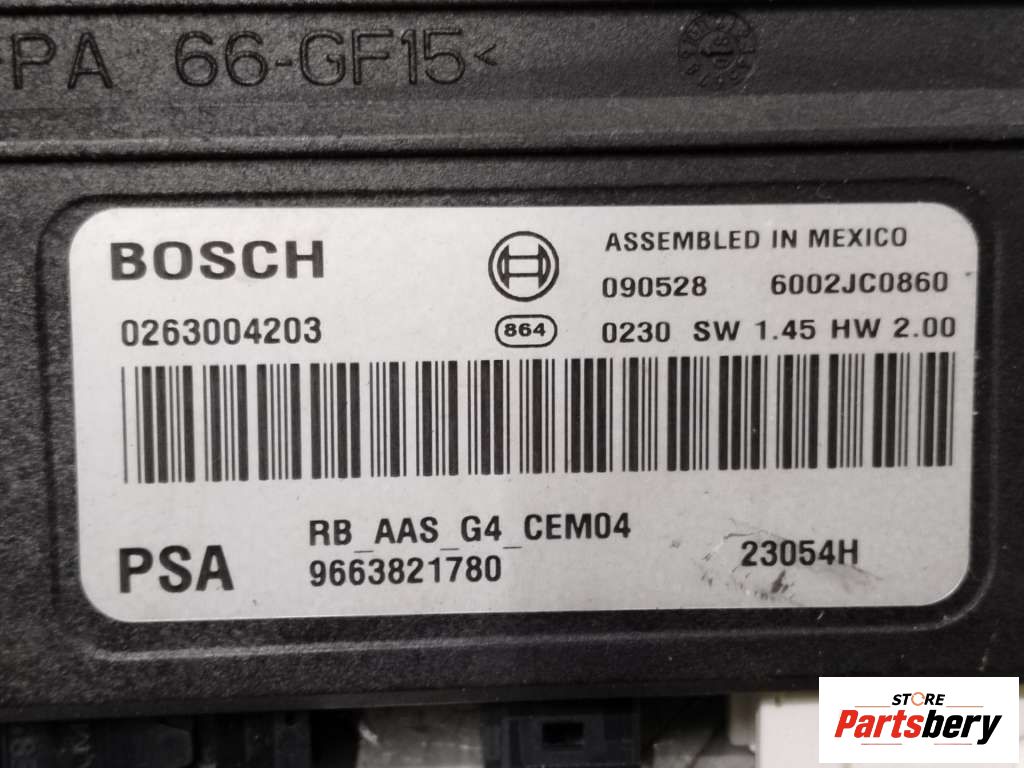 PA 66-GF15<
BOSCH
ASSEMBLED IN MEXICO
090528 6002JC0860
0263004203
864
0230 SW 1.45 HW 2.00
RB_AAS_G4_CEM04
PSA
9663821780
23054H
STORE
Partsbery